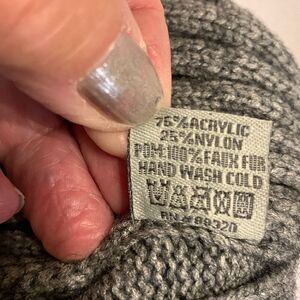 75%ACRYLIC
25%NYLON
POM:100%FAUX FUR
HAND WASH COLD
RN#